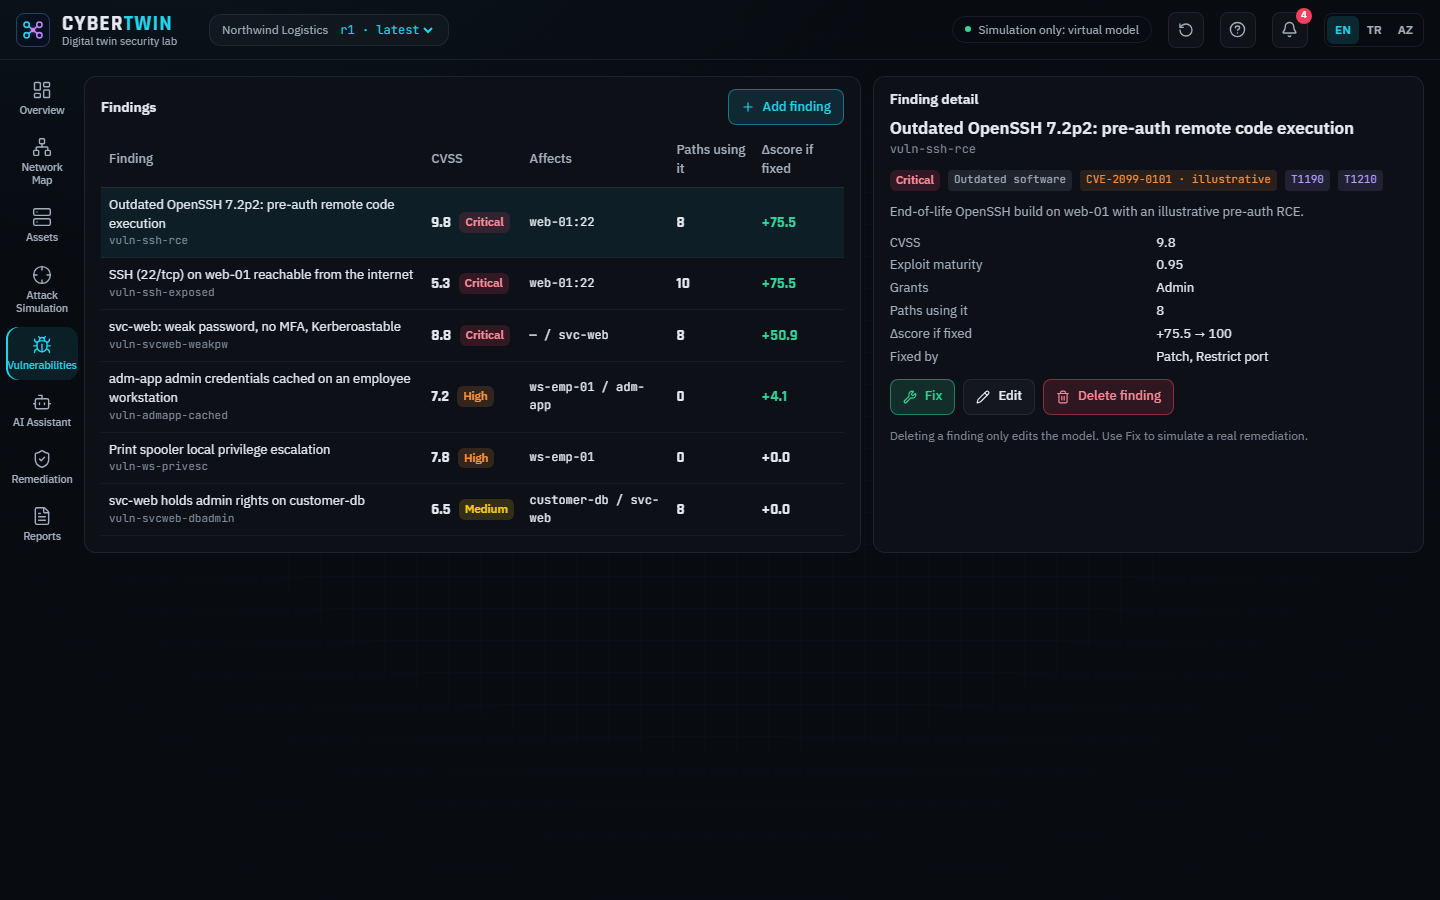 CYBERTWIN
Digital twin security lab
Northwind Logistics r1 · latest
Simulation only: virtual model
4
EN TR AZ
Overview
Network
Map
Assets
Attack
Simulation
Vulnerabilities
AI Assistant
Remediation
Reports
Findings
Add finding
Finding CVSS Affects Paths using it Δscore if fixed
Outdated OpenSSH 7.2p2: pre-auth remote code
execution
vuln-ssh-rce
9.8 Critical web-01:22 8 +75.5
SSH (22/tcp) on web-01 reachable from the internet
vuln-ssh-exposed
5.3 Critical web-01:22 10 +75.5
svc-web: weak password, no MFA, Kerberoastable
vuln-svcweb-weakpw
8.8 Critical — / svc-web 8 +50.9
adm-app admin credentials cached on an employee
workstation
vuln-admapp-cached
7.2 High ws-emp-01 / adm-app 0 +4.1
Print spooler local privilege escalation
vuln-ws-privesc
7.8 High ws-emp-01 0 +0.0
svc-web holds admin rights on customer-db
vuln-svcweb-dbadmin
6.5 Medium customer-db / svc-web 8 +0.0
Finding detail
Outdated OpenSSH 7.2p2: pre-auth remote code execution
vuln-ssh-rce
Critical Outdated software CVE-2099-0101 · illustrative T1190 T1210
End-of-life OpenSSH build on web-01 with an illustrative pre-auth RCE.
CVSS 9.8
Exploit maturity 0.95
Grants Admin
Paths using it 8
Δscore if fixed +75.5 → 100
Fixed by Patch, Restrict port
Fix Edit Delete finding
Deleting a finding only edits the model. Use Fix to simulate a real remediation.